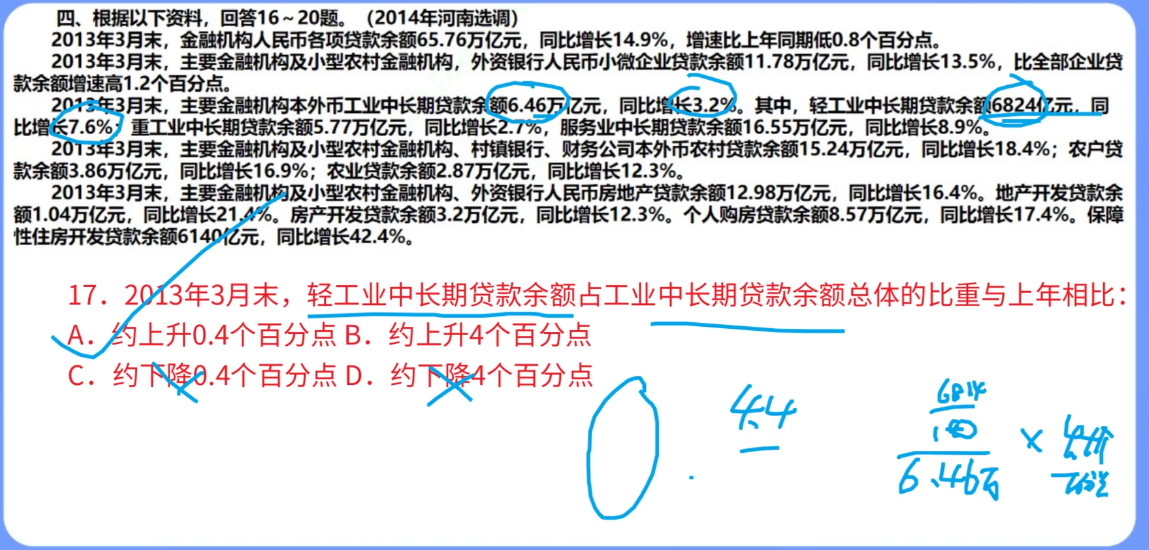 四、根据以下资料，回答16～20题。（2014年河南选调）
2013年3月末，金融机构人民币各项贷款余额65.76万亿元，同比增长14.9%，增速比上年同期低0.8个百分点。
2013年3月末，主要金融机构及小型农村金融机构，外资银行人民币小微企业贷款余额11.78万亿元，同比增长13.5%，比全部企业贷
款余额增速高1.2个百分点。
2013年3月末，主要金融机构本外币工业中长期贷款余额6.46万亿元，同比增长3.2%。其中，轻工业中长期贷款余额6824亿元，同
比增长7.6%；重工业中长期贷款余额5.77万亿元，同比增长2.7%，服务业中长期贷款余额16.55万亿元，同比增长8.9%。
2013年3月末，主要金融机构及小型农村金融机构、村镇银行、财务公司本外币农村贷款余额15.24万亿元，同比增长18.4%；农户贷
款余额3.86万亿元，同比增长16.9%；农业贷款余额2.87万亿元，同比增长12.3%。
2013年3月末，主要金融机构及小型农村金融机构、外资银行人民币房地产贷款余额12.98万亿元，同比增长16.4%。地产开发贷款余
额1.04万亿元，同比增长21.4%。房产开发贷款余额3.2万亿元，同比增长12.3%。个人购房贷款余额8.57万亿元，同比增长17.4%。保障
性住房开发贷款余额6140亿元，同比增长42.4%。
17．2013年3月末，轻工业中长期贷款余额占工业中长期贷款余额总体的比重与上年相比：
A．约上升0.4个百分点 B．约上升4个百分点
C．约下降0.4个百分点 D．约下降4个百分点
4.4
6.46万 ×